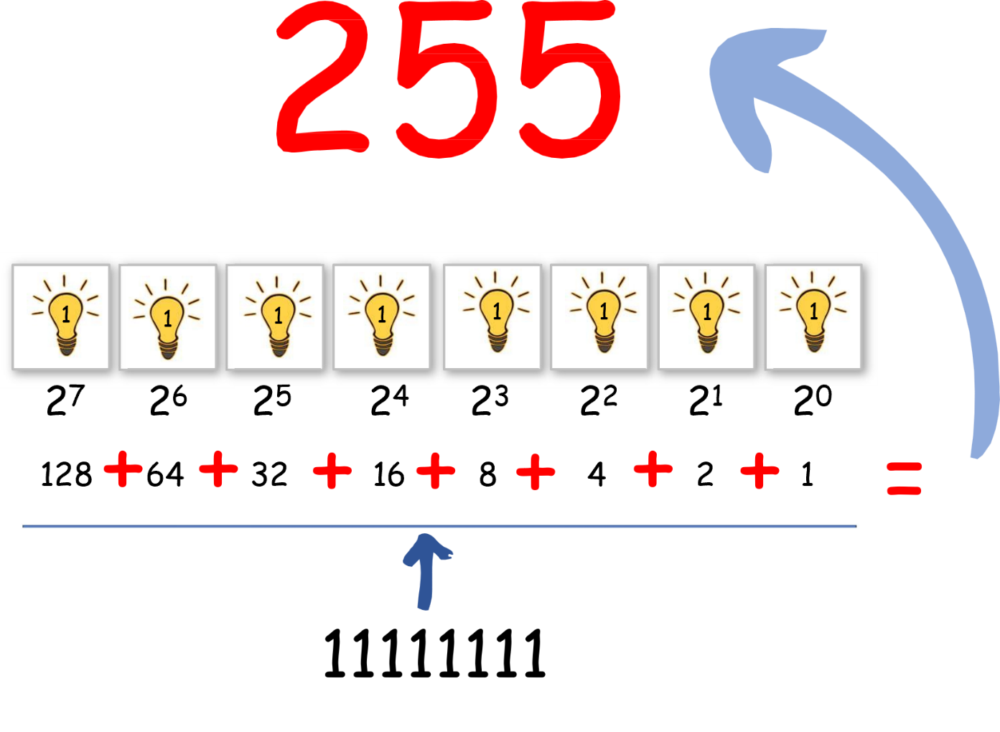 255
1 1 1 1 1 1 1 1
2⁷ 2⁶ 2⁵ 2⁴ 2³ 2² 2¹ 2⁰
128 + 64 + 32 + 16 + 8 + 4 + 2 + 1 =
11111111